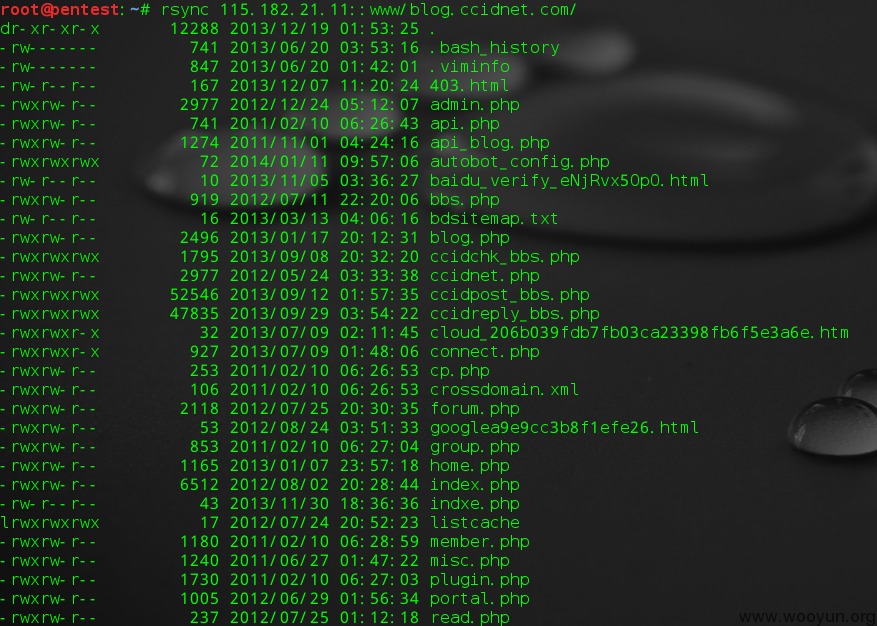 root@pentest:~# rsync 115.182.21.11::www/blog.ccidnet.com/
dr-xr-xr-x 12288 2013/12/19 01:53:25 .
-rw------- 741 2013/06/20 03:53:16 .bash_history
-rw------- 847 2013/06/20 01:42:01 .viminfo
-rw-r--r-- 167 2013/12/07 11:20:24 403.html
-rwxrw-r-- 2977 2012/12/24 05:12:07 admin.php
-rwxrw-r-- 741 2011/02/10 06:26:43 api.php
-rwxrw-r-- 1274 2011/11/01 04:24:16 api_blog.php
-rwxrwxrwx 72 2014/01/11 09:57:06 autobot_config.php
-rw-r--r-- 10 2013/11/05 03:36:27 baidu_verify_eNjRvx5OpO.html
-rwxrw-r-- 919 2012/07/11 22:20:06 bbs.php
-rw-r--r-- 16 2013/03/13 04:06:16 bdsitemap.txt
-rwxrw-r-- 2496 2013/01/17 20:12:31 blog.php
-rwxrwxrwx 1795 2013/09/08 20:32:20 ccidchk_bbs.php
-rwxrw-r-- 2977 2012/05/24 03:33:38 ccidnet.php
-rwxrwxrwx 52546 2013/09/12 01:57:35 ccidpost_bbs.php
-rwxrwxrwx 47835 2013/09/29 03:54:22 ccidreply_bbs.php
-rwxrwxr-x 32 2013/07/09 02:11:45 cloud_206b039fdb7fb03ca23398fb6f5e3a6e.htm
-rwxrwxr-x 927 2013/07/09 01:48:06 connect.php
-rwxrw-r-- 253 2011/02/10 06:26:53 cp.php
-rwxrw-r-- 106 2011/02/10 06:26:53 crossdomain.xml
-rwxrw-r-- 2118 2012/07/25 20:30:35 forum.php
-rwxrw-r-- 53 2012/08/24 03:51:33 googlea9e9cc3b8f1efe26.html
-rwxrw-r-- 853 2011/02/10 06:27:04 group.php
-rwxrw-r-- 1165 2013/01/07 23:57:18 home.php
-rwxrw-r-- 6512 2012/08/02 20:28:44 index.php
-rw-r--r-- 43 2013/11/30 18:36:36 indxe.php
lrwxrwxrwx 17 2012/07/24 20:52:23 listcache
-rwxrw-r-- 1180 2011/02/10 06:28:59 member.php
-rwxrw-r-- 1240 2011/06/27 01:47:22 misc.php
-rwxrw-r-- 1730 2011/02/10 06:27:03 plugin.php
-rwxrw-r-- 1005 2012/06/29 01:56:34 portal.php
-rwxrw-r-- 237 2012/07/25 01:12:18 read.php
www.wooyun.org